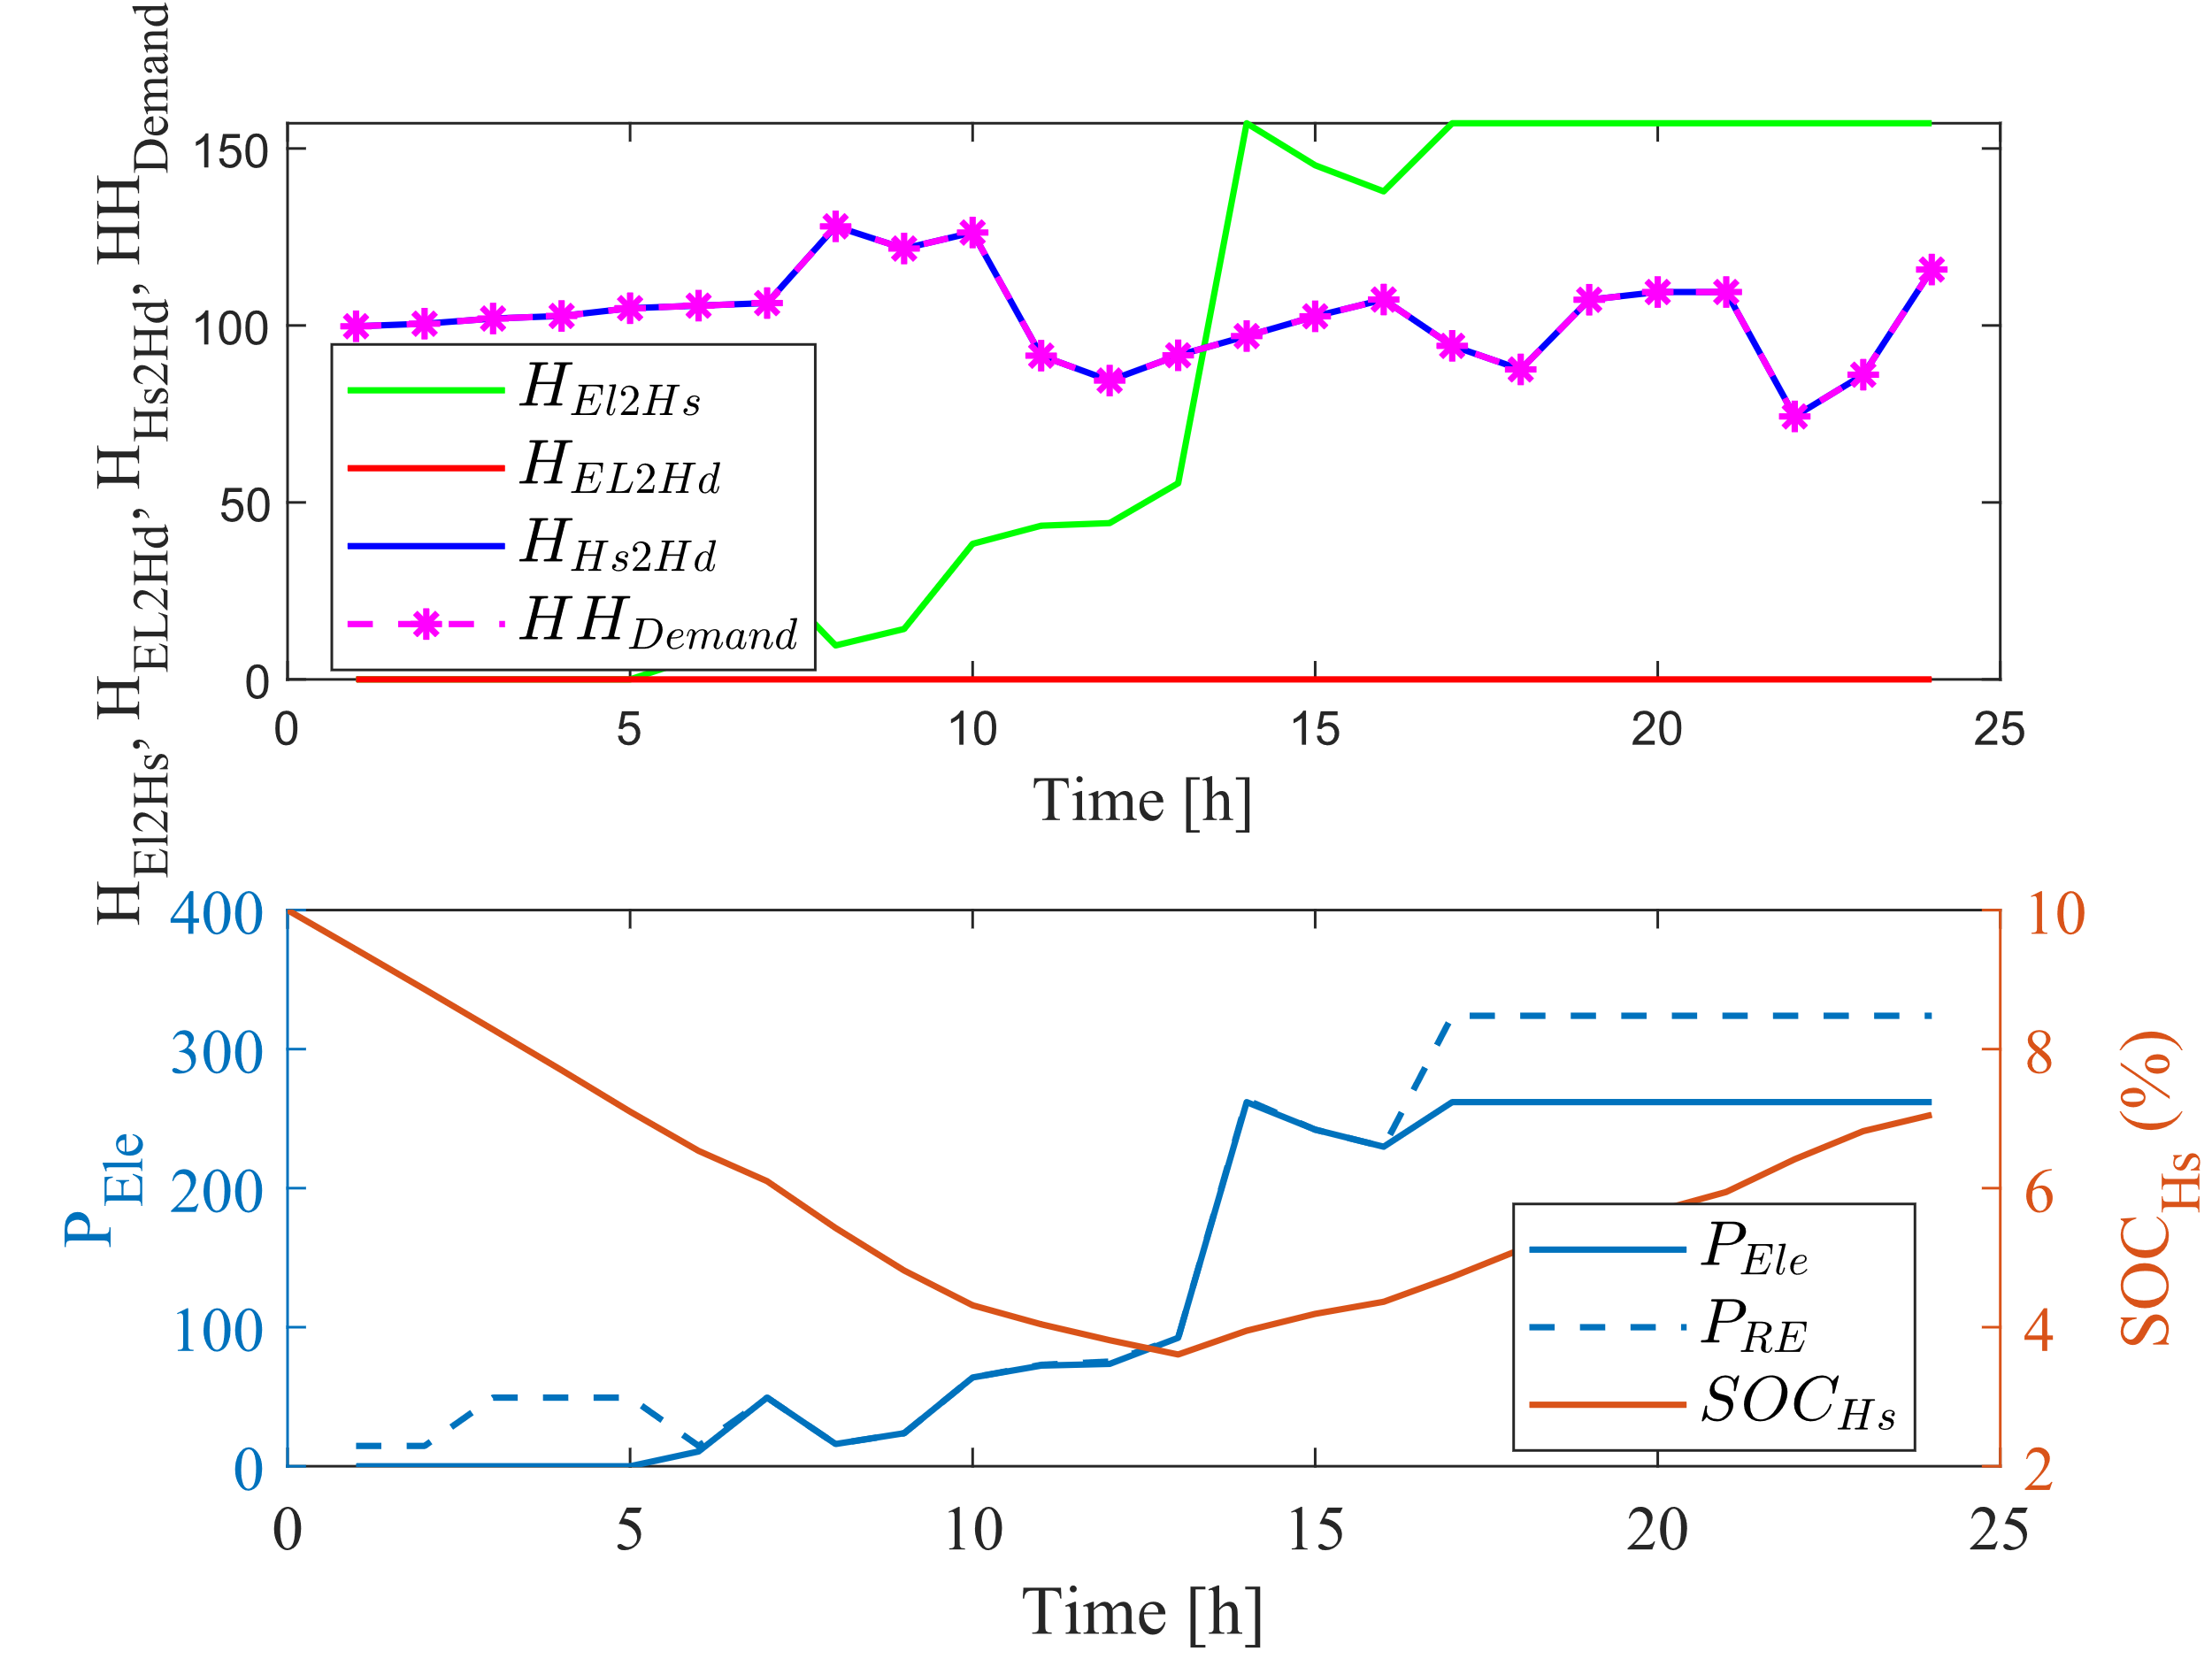 H_El2Hs, H_EL2Hd, H_Hs2Hd, HH_Demand
150
100
50
0
H_El2Hs
H_EL2Hd
H_Hs2Hd
HH_Demand
0 5 10 15 20 25
Time [h]
P_Ele
400
300
200
100
0
10
8
6
4
2
SOC_Hs (%)
P_Ele
P_RE
SOC_Hs
0 5 10 15 20 25
Time [h]